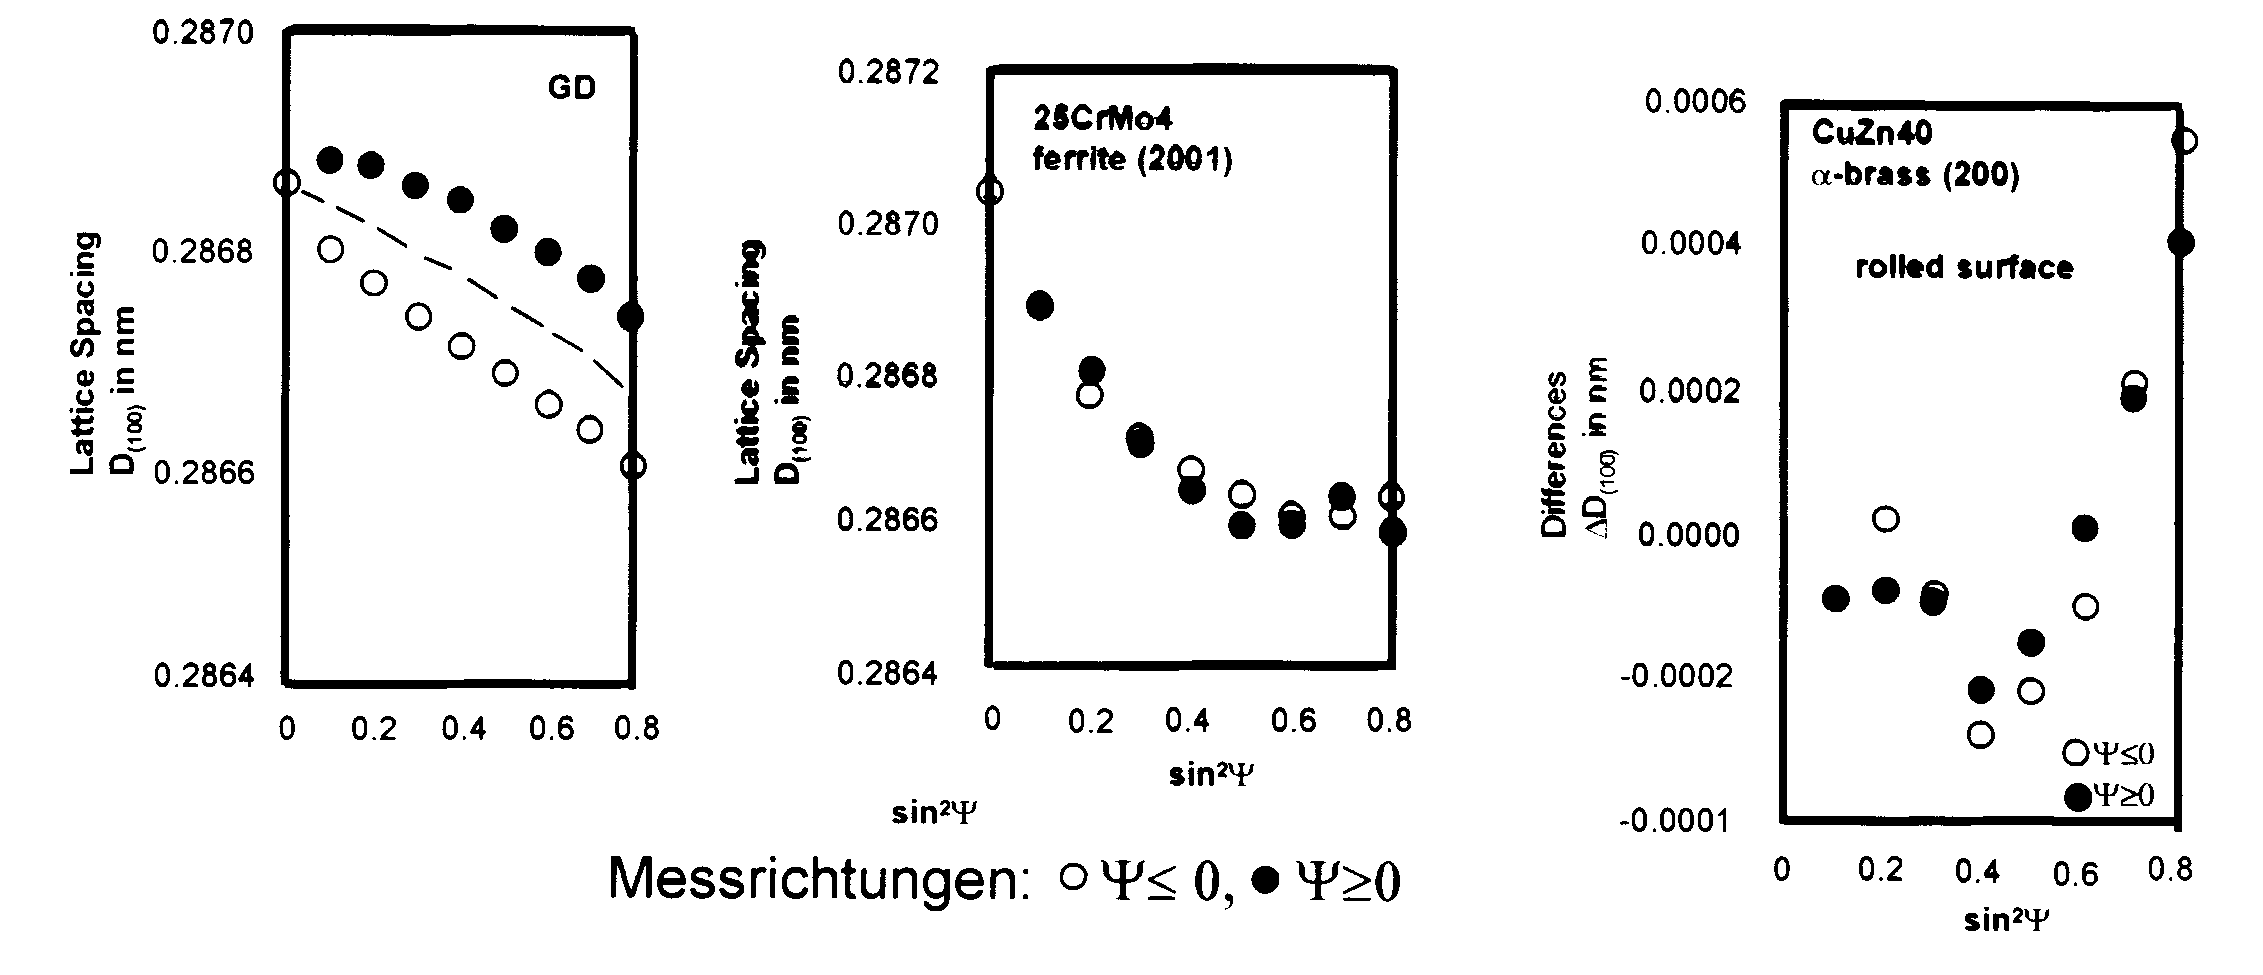 0.2870
GD
0.2868
0.2866
0.2864
Lattice Spacing
D(100) in nm
0 0.2 0.4 0.6 0.8
0.2872
25CrMo4
ferrite (2001)
0.2870
0.2868
0.2866
0.2864
Lattice Spacing
D(100) in nm
0 0.2 0.4 0.6 0.8
sin²Ψ
sin²Ψ
0.0006
CuZn40
α-brass (200)
0.0004
rolled surface
0.0002
0.0000
-0.0002
-0.0001
Differences
ΔD(100) in nm
Ψ≤0
Ψ≥0
0 0.2 0.4 0.6 0.8
sin²Ψ
Messrichtungen: ○ Ψ≤ 0, ● Ψ≥0